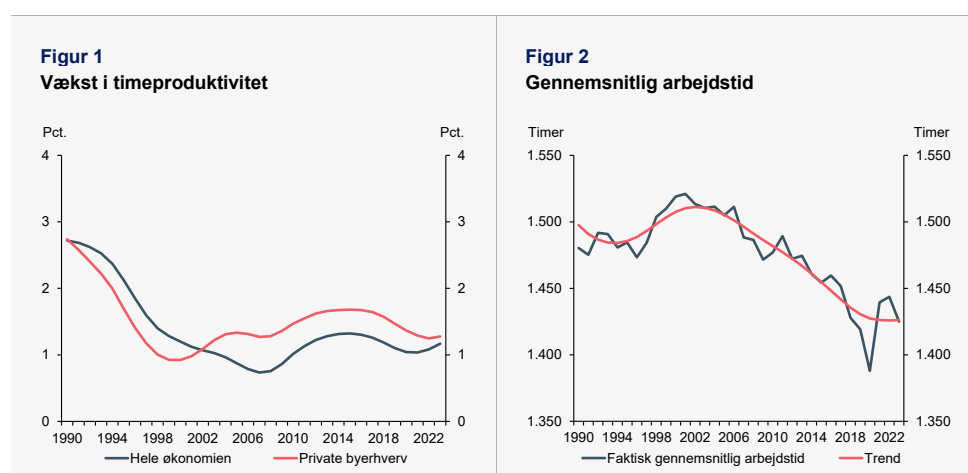 Figur 1
Vækst i timeproduktivitet
Pct. Pct.
4 4
3 3
2 2
1 1
0 0
1990 1994 1998 2002 2006 2010 2014 2018 2022
Hele økonomien Private byerhverv
Figur 2
Gennemsnitlig arbejdstid
Timer Timer
1.550 1.550
1.500 1.500
1.450 1.450
1.400 1.400
1.350 1.350
1990 1994 1998 2002 2006 2010 2014 2018 2022
Faktisk gennemsnitlig arbejdstid Trend